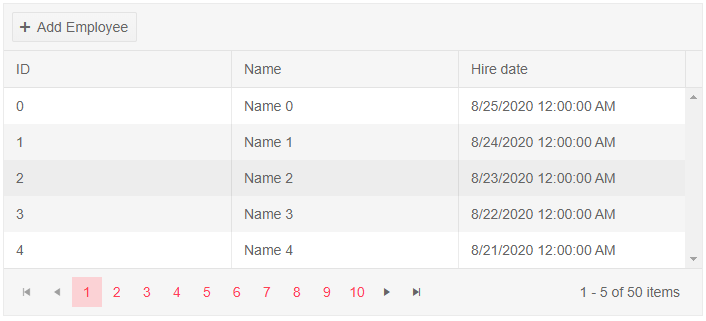 Add Employee
ID Name Hire date
0 Name 0 8/25/2020 12:00:00 AM
1 Name 1 8/24/2020 12:00:00 AM
2 Name 2 8/23/2020 12:00:00 AM
3 Name 3 8/22/2020 12:00:00 AM
4 Name 4 8/21/2020 12:00:00 AM
1 2 3 4 5 6 7 8 9 10 1 - 5 of 50 items